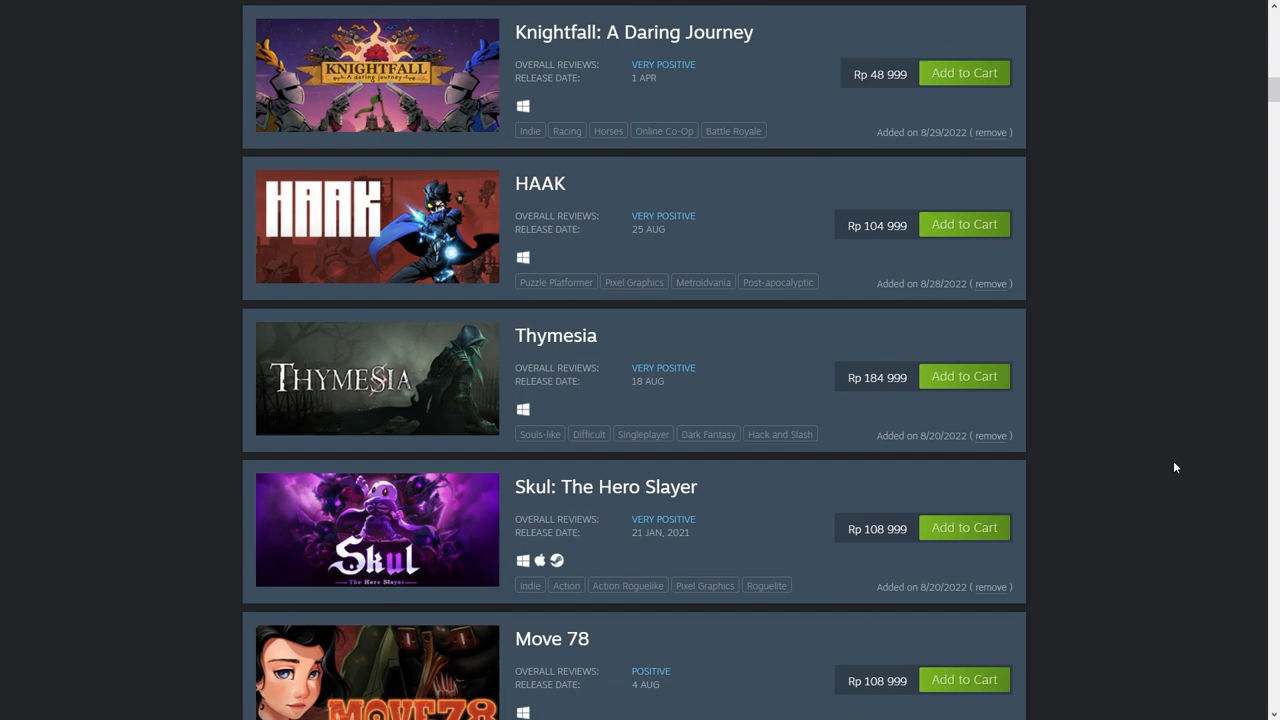 KNIGHTFALL
A daring journey
Knightfall: A Daring Journey
OVERALL REVIEWS: VERY POSITIVE
RELEASE DATE: 1 APR
Rp 48 999 Add to Cart
Indie Racing Horses Online Co-Op Battle Royale
Added on 8/29/2022 ( remove )
HAAK
HAAK
OVERALL REVIEWS: VERY POSITIVE
RELEASE DATE: 25 AUG
Rp 104 999 Add to Cart
Puzzle Platformer Pixel Graphics Metroidvania Post-apocalyptic
Added on 8/28/2022 ( remove )
THYMESIA
Thymesia
OVERALL REVIEWS: VERY POSITIVE
RELEASE DATE: 18 AUG
Rp 184 999 Add to Cart
Souls-like Difficult Singleplayer Dark Fantasy Hack and Slash
Added on 8/20/2022 ( remove )
Skul
The Hero Slayer
Skul: The Hero Slayer
OVERALL REVIEWS: VERY POSITIVE
RELEASE DATE: 21 JAN, 2021
Rp 108 999 Add to Cart
Indie Action Action Roguelike Pixel Graphics Roguelite
Added on 8/20/2022 ( remove )
MOVE 78
Move 78
OVERALL REVIEWS: POSITIVE
RELEASE DATE: 4 AUG
Rp 108 999 Add to Cart